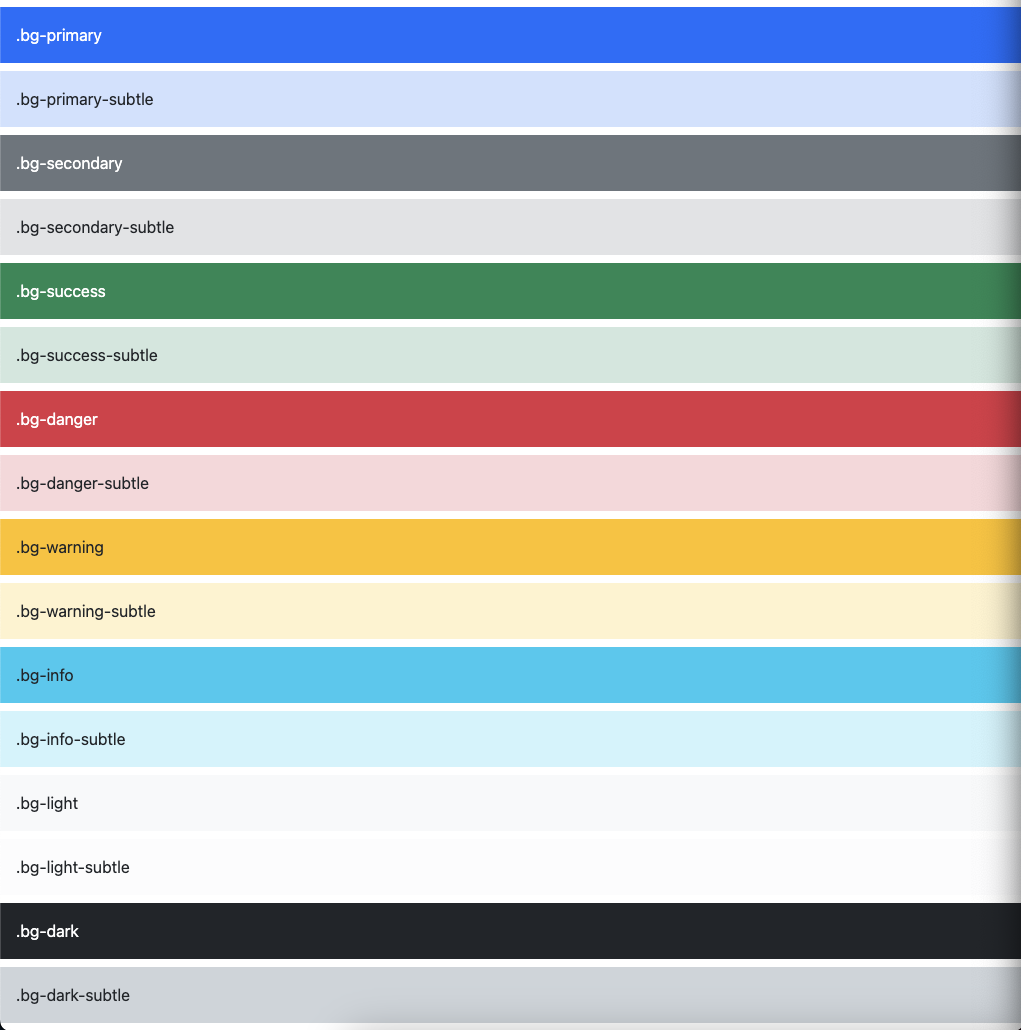 .bg-primary
.bg-primary-subtle
.bg-secondary
.bg-secondary-subtle
.bg-success
.bg-success-subtle
.bg-danger
.bg-danger-subtle
.bg-warning
.bg-warning-subtle
.bg-info
.bg-info-subtle
.bg-light
.bg-light-subtle
.bg-dark
.bg-dark-subtle